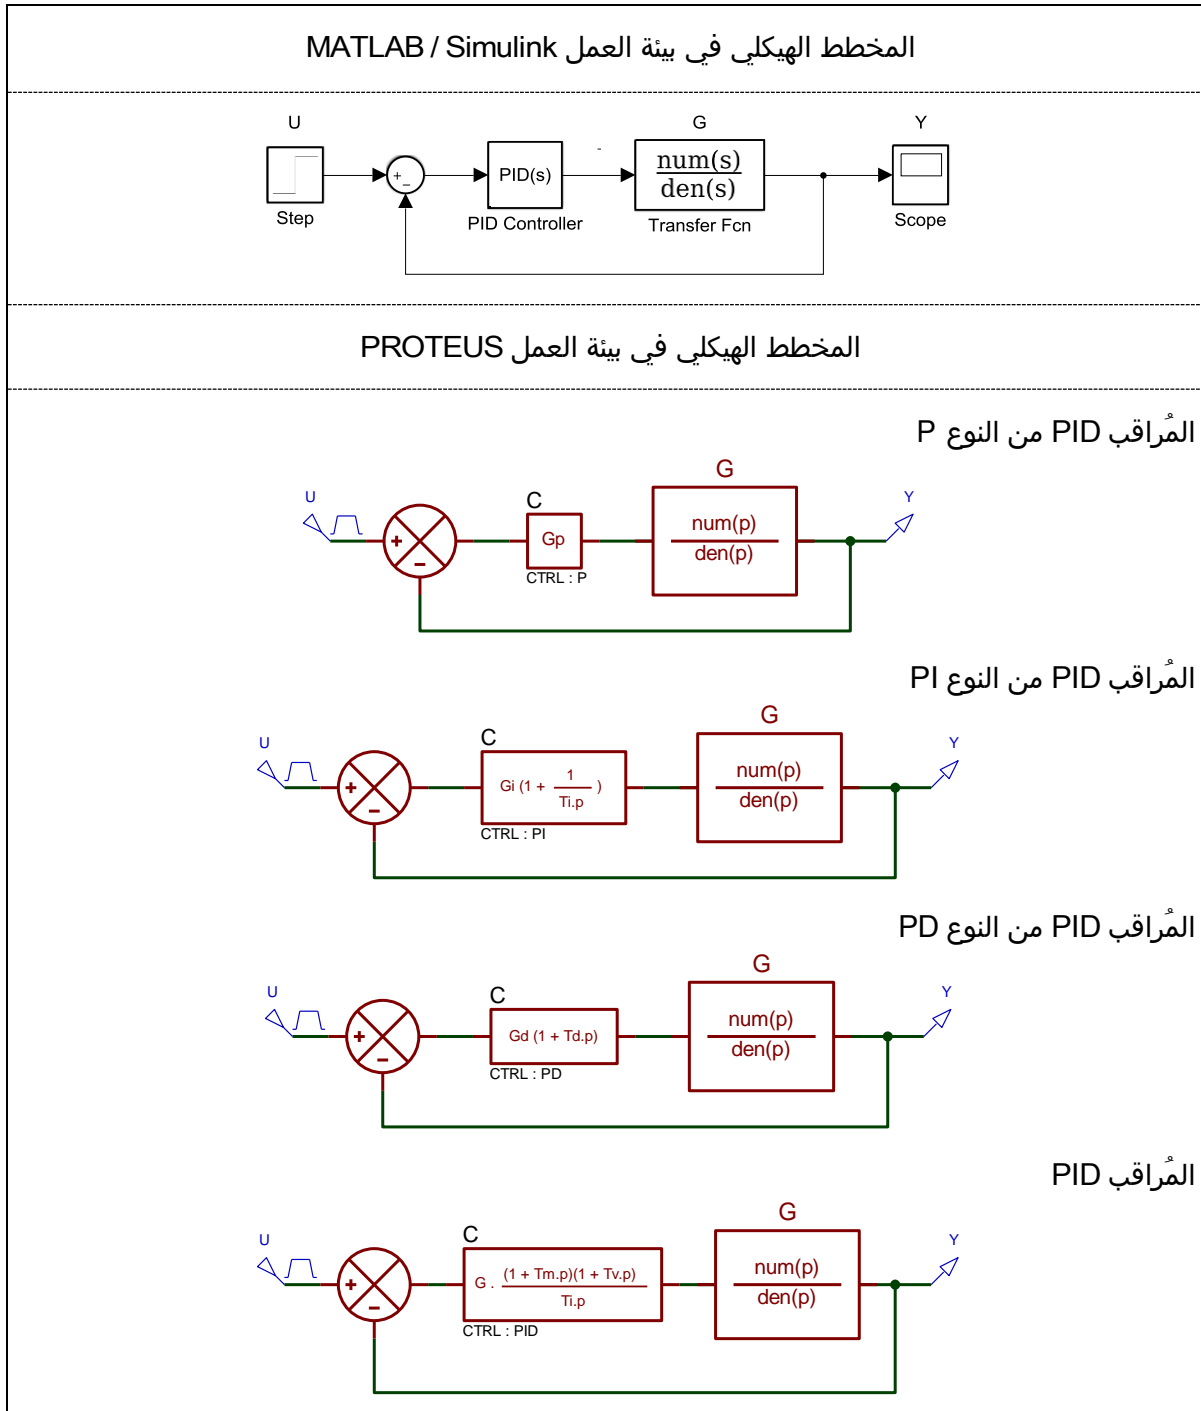 المخطط الهيكلي في بيئة العمل MATLAB / Simulink
U
G
Y
+
−
PID(s)
-
num(s)
den(s)
Step
PID Controller
Transfer Fcn
Scope
المخطط الهيكلي في بيئة العمل PROTEUS
المُراقب PID من النوع P
G
U
C
Y
+
−
Gp
num(p)
den(p)
CTRL : P
المُراقب PID من النوع PI
G
U
C
Y
+
−
Gi (1 + 1 / Ti.p )
num(p)
den(p)
CTRL : PI
المُراقب PID من النوع PD
G
U
C
Y
+
−
Gd (1 + Td.p)
num(p)
den(p)
CTRL : PD
المُراقب PID
G
U
C
Y
+
−
G . (1 + Tm.p)(1 + Tv.p)
Ti.p
num(p)
den(p)
CTRL : PID